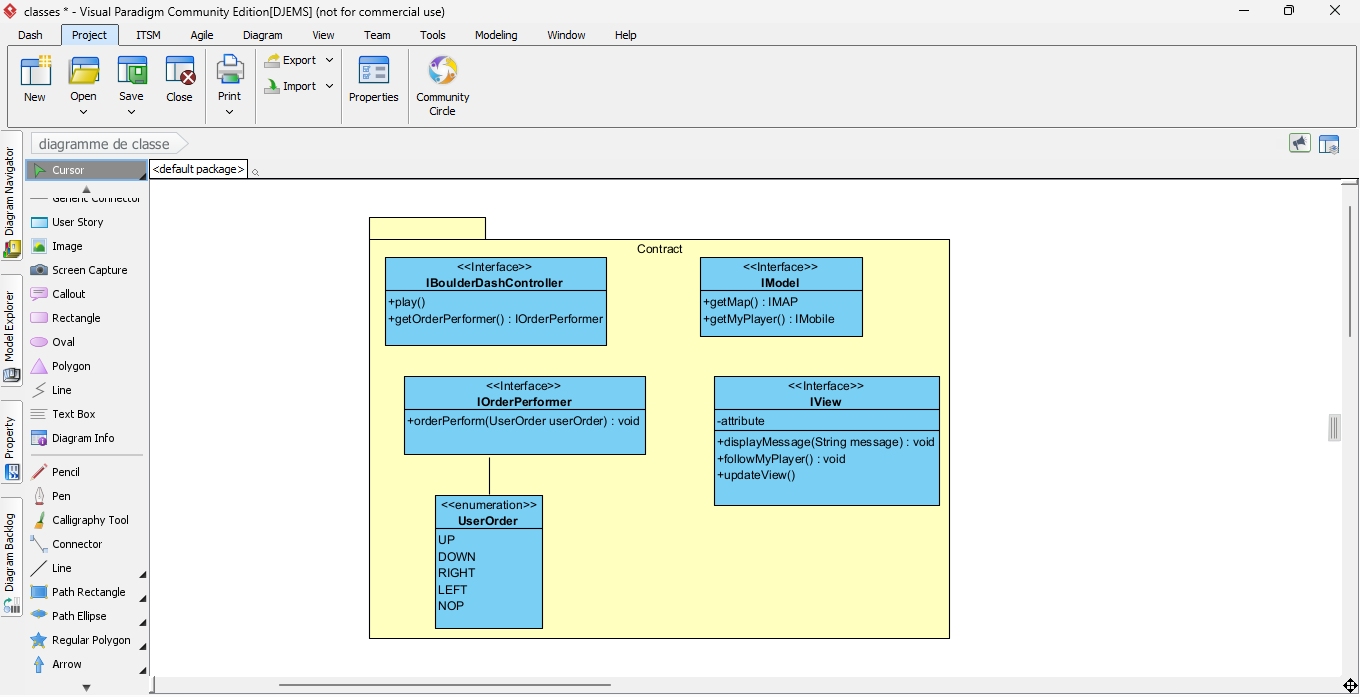 classes * - Visual Paradigm Community Edition[DJEMS] (not for commercial use)
Dash Project ITSM Agile Diagram View Team Tools Modeling Window Help
New Open Save Close Print Export Import Properties Community Circle
diagramme de classe
Diagram Navigator
Model Explorer
Property
Diagram Backlog
Cursor
Generic Connector
User Story
Image
Screen Capture
Callout
Rectangle
Oval
Polygon
Line
Text Box
Diagram Info
Pencil
Pen
Calligraphy Tool
Connector
Line
Path Rectangle
Path Ellipse
Regular Polygon
Arrow
<default package>
Contract
<<Interface>>
IBoulderDashController
+play()
+getOrderPerformer() : IOrderPerformer
<<Interface>>
IModel
+getMap() : IMAP
+getMyPlayer() : IMobile
<<Interface>>
IOrderPerformer
+orderPerform(UserOrder userOrder) : void
<<Interface>>
IView
-attribute
+displayMessage(String message) : void
+followMyPlayer() : void
+updateView()
<<enumeration>>
UserOrder
UP
DOWN
RIGHT
LEFT
NOP